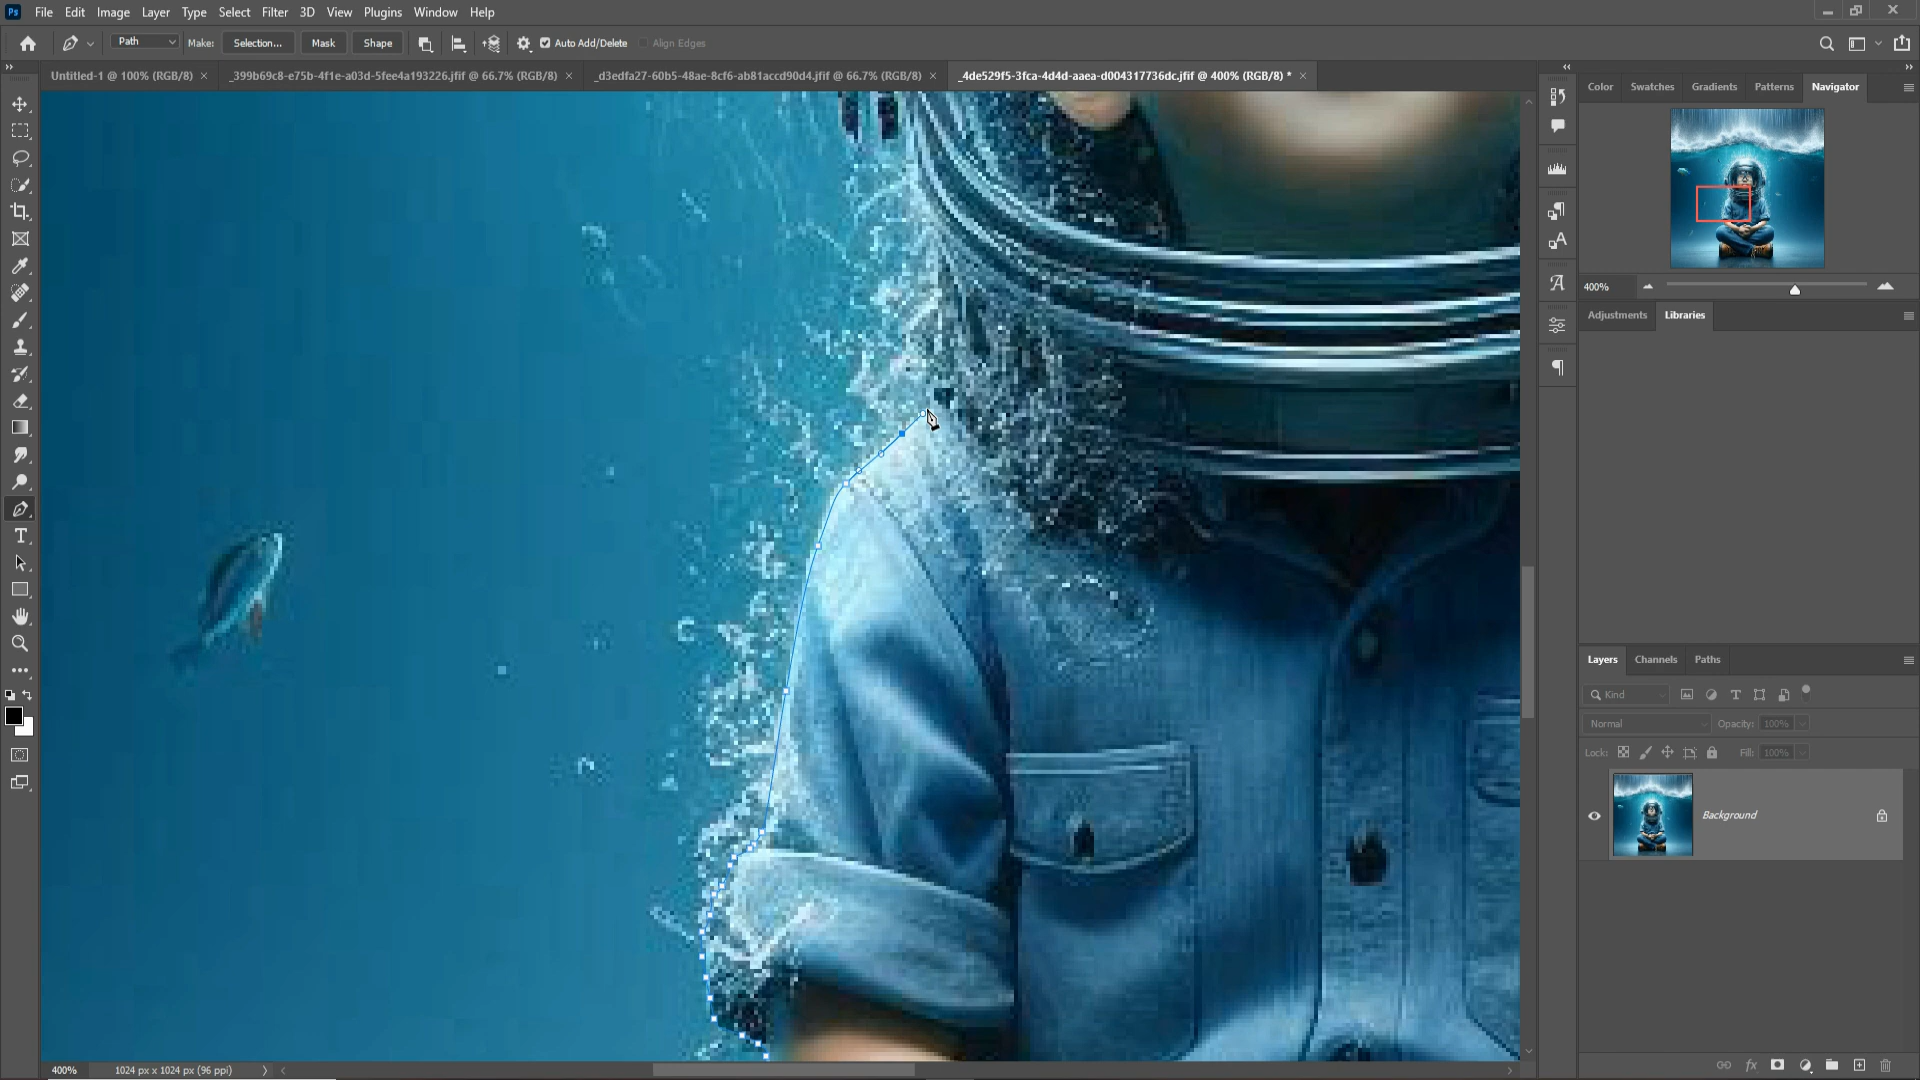 Ps File Edit Image Layer Type Select Filter 3D View Plugins Window Help
Path Make: Selection... Mask Shape Auto Add/Delete Align Edges
Untitled-1 @ 100% (RGB/8) × _399b69c8-e75b-4f1e-a03d-5fee4a193226.jfif @ 66.7% (RGB/8) × _d3edfa27-60b5-48ae-8cf6-ab81accd90d4.jfif @ 66.7% (RGB/8) × _4de529f5-3fca-4d4d-aaea-d004317736dc.jfif @ 400% (RGB/8) * ×
Color Swatches Gradients Patterns Navigator
400%
Adjustments Libraries
Layers Channels Paths
Kind
Normal Opacity: 100%
Lock: Fill: 100%
Background
400% 1024 px x 1024 px (96 ppi)